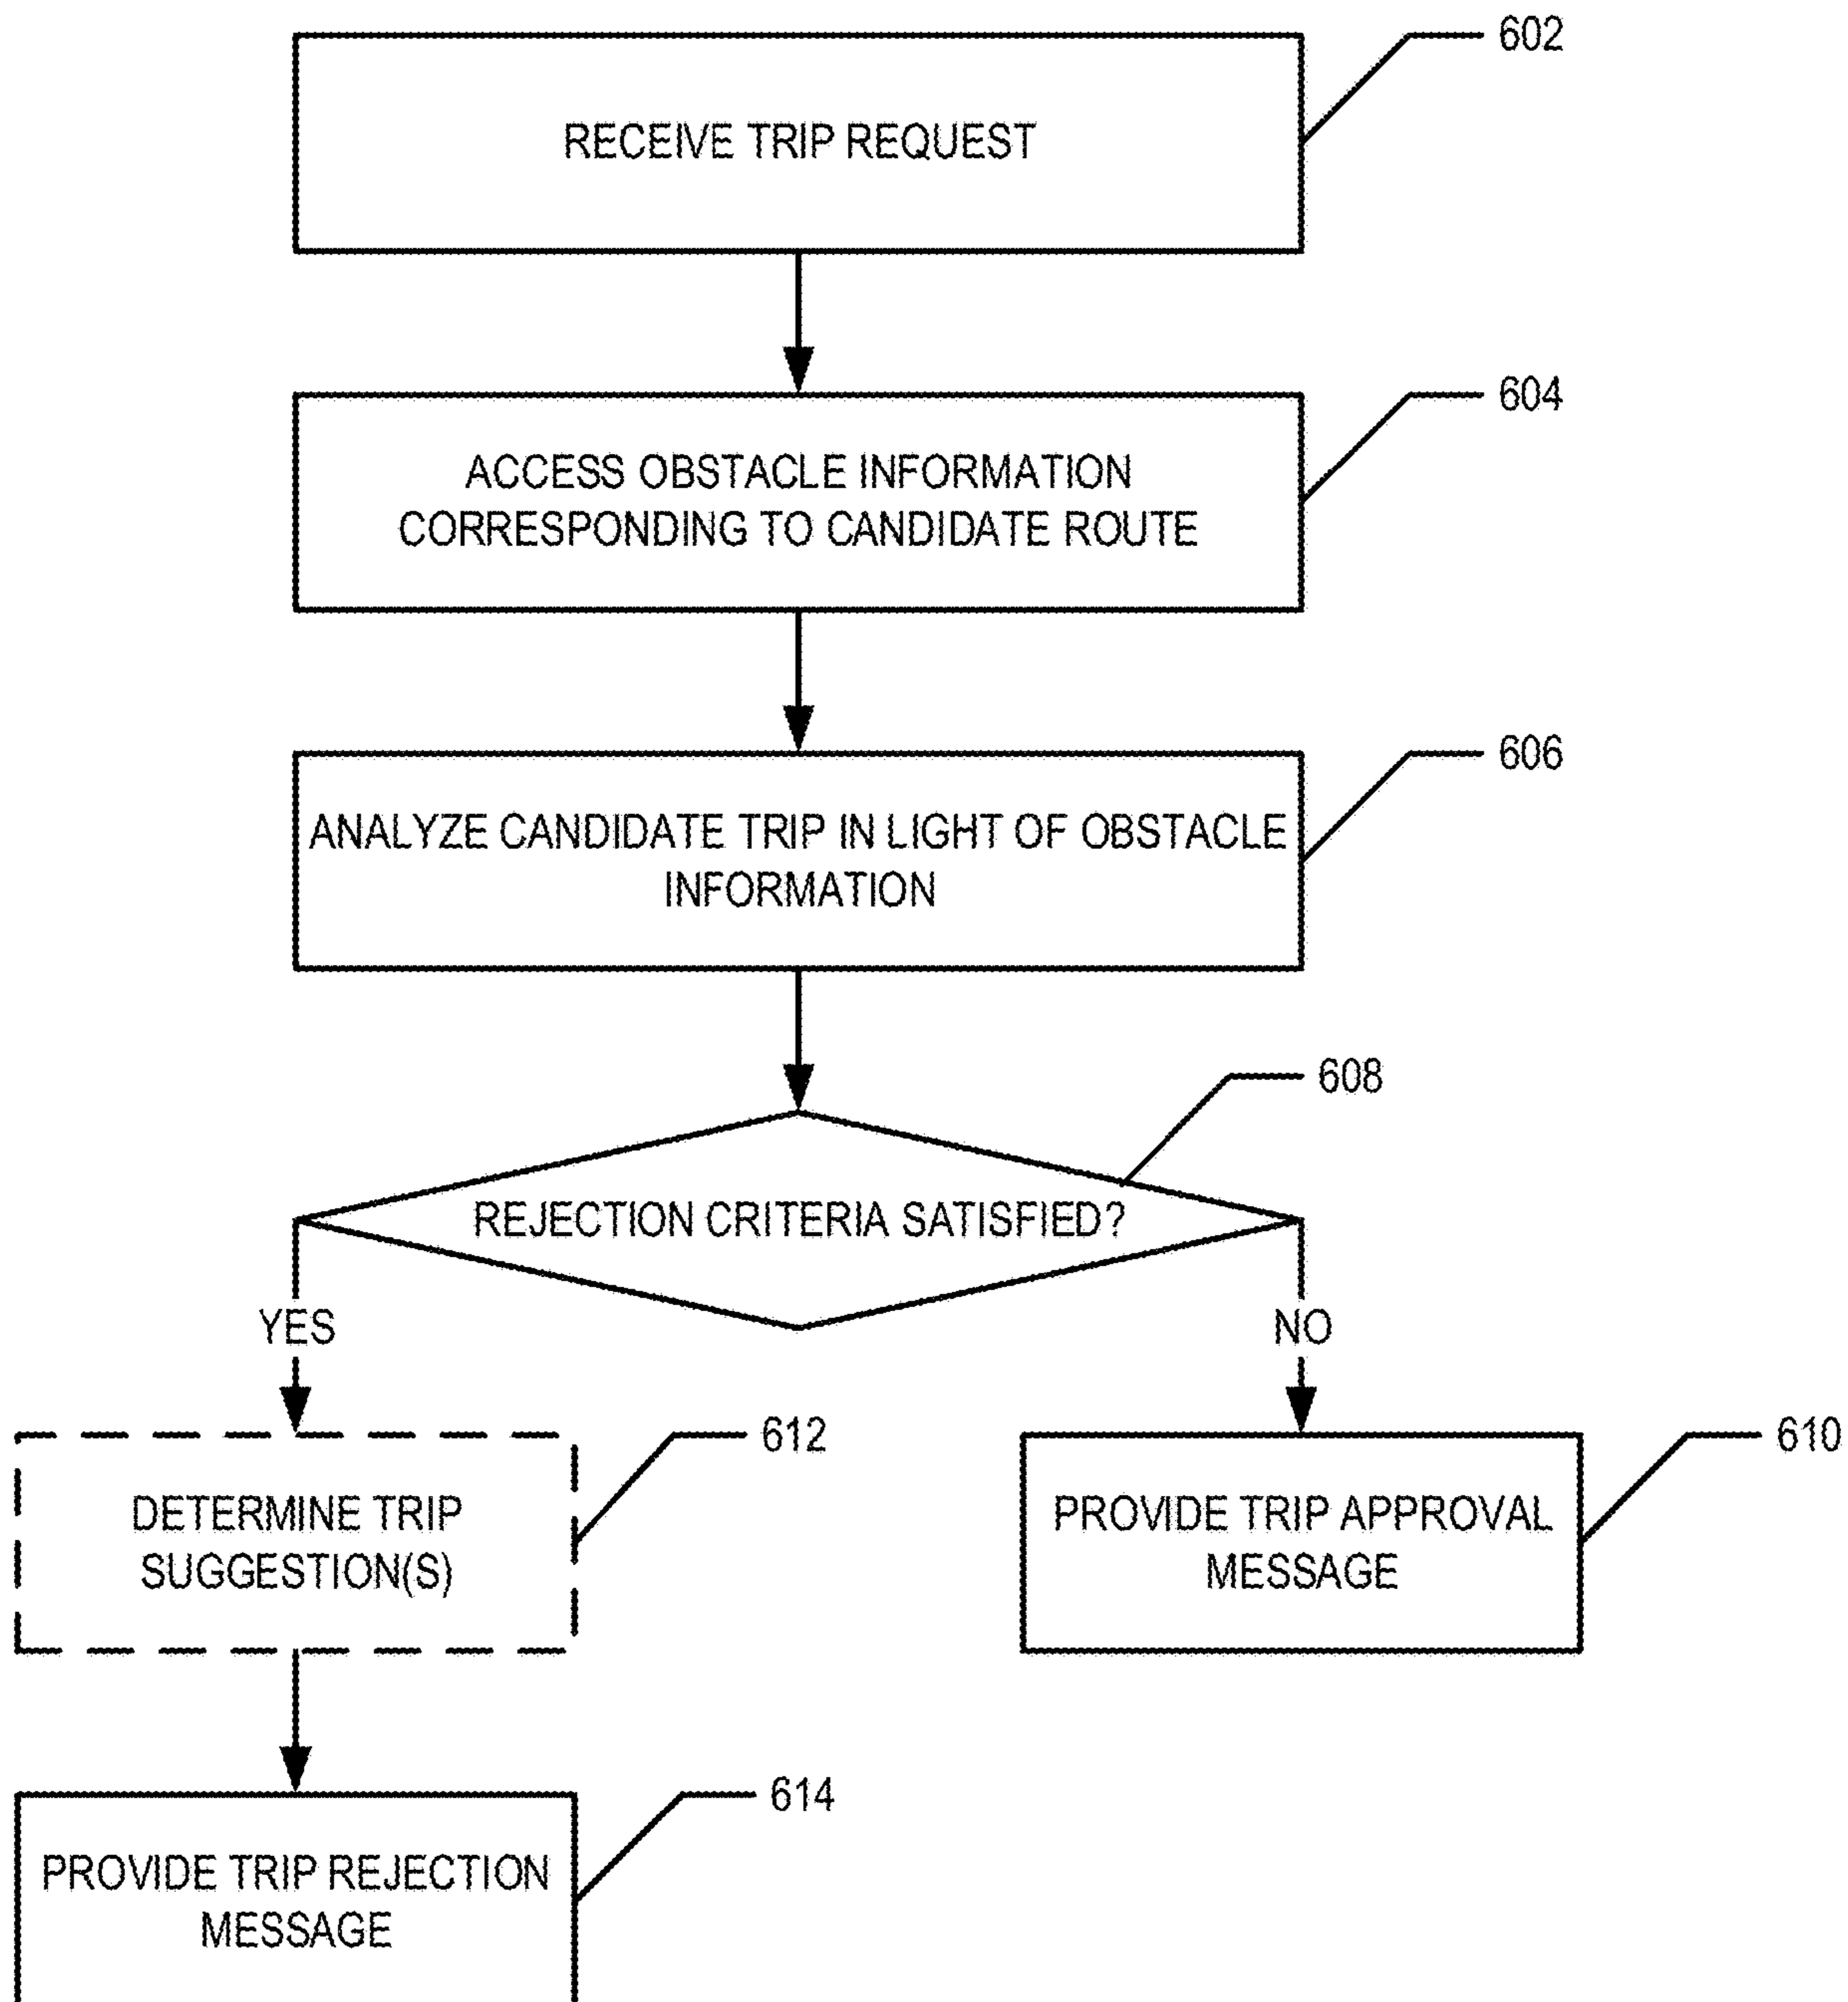 602
RECEIVE TRIP REQUEST
604
ACCESS OBSTACLE INFORMATION
CORRESPONDING TO CANDIDATE ROUTE
606
ANALYZE CANDIDATE TRIP IN LIGHT OF OBSTACLE
INFORMATION
608
REJECTION CRITERIA SATISFIED?
YES
NO
612
610
DETERMINE TRIP
SUGGESTION(S)
PROVIDE TRIP APPROVAL
MESSAGE
614
PROVIDE TRIP REJECTION
MESSAGE